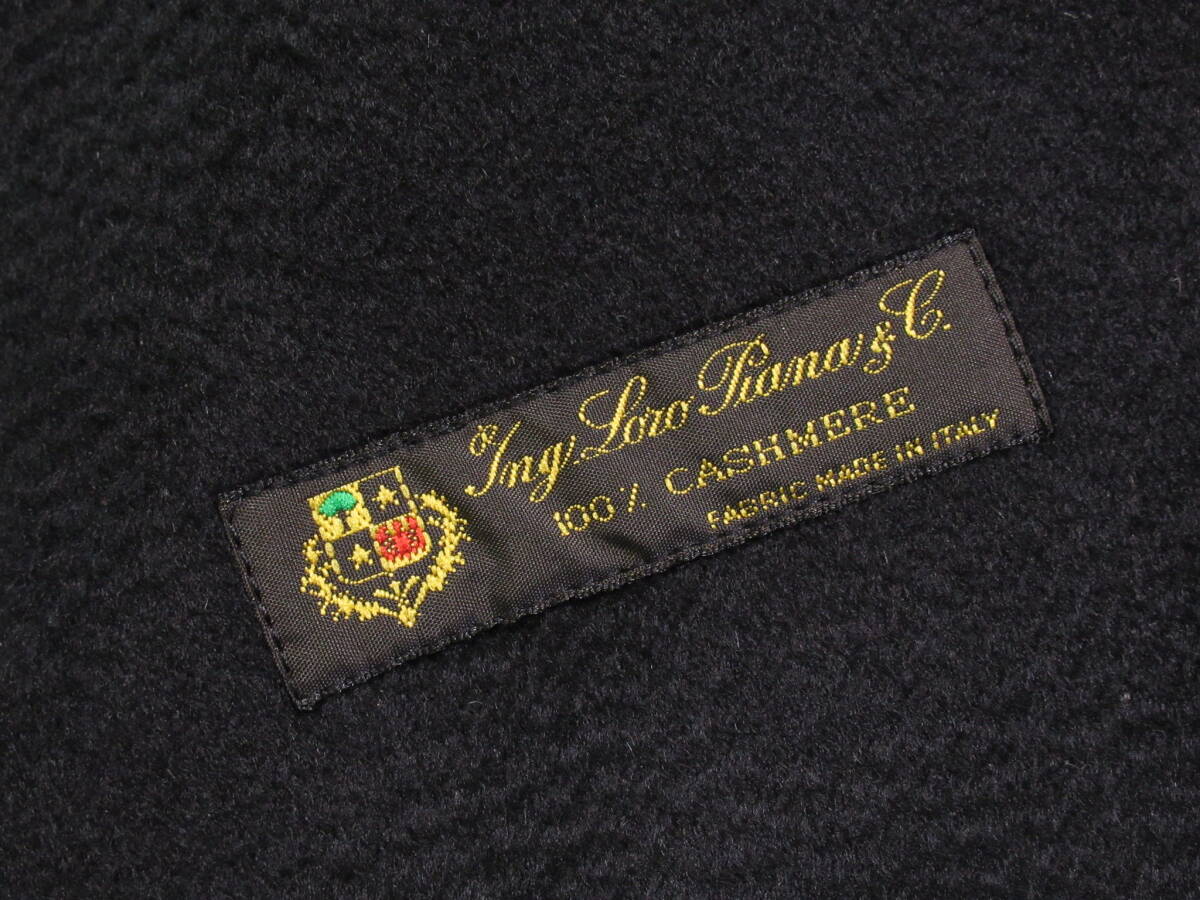 Ing. Loro Piana & C.
100% CASHMERE
FABRIC MADE IN ITALY